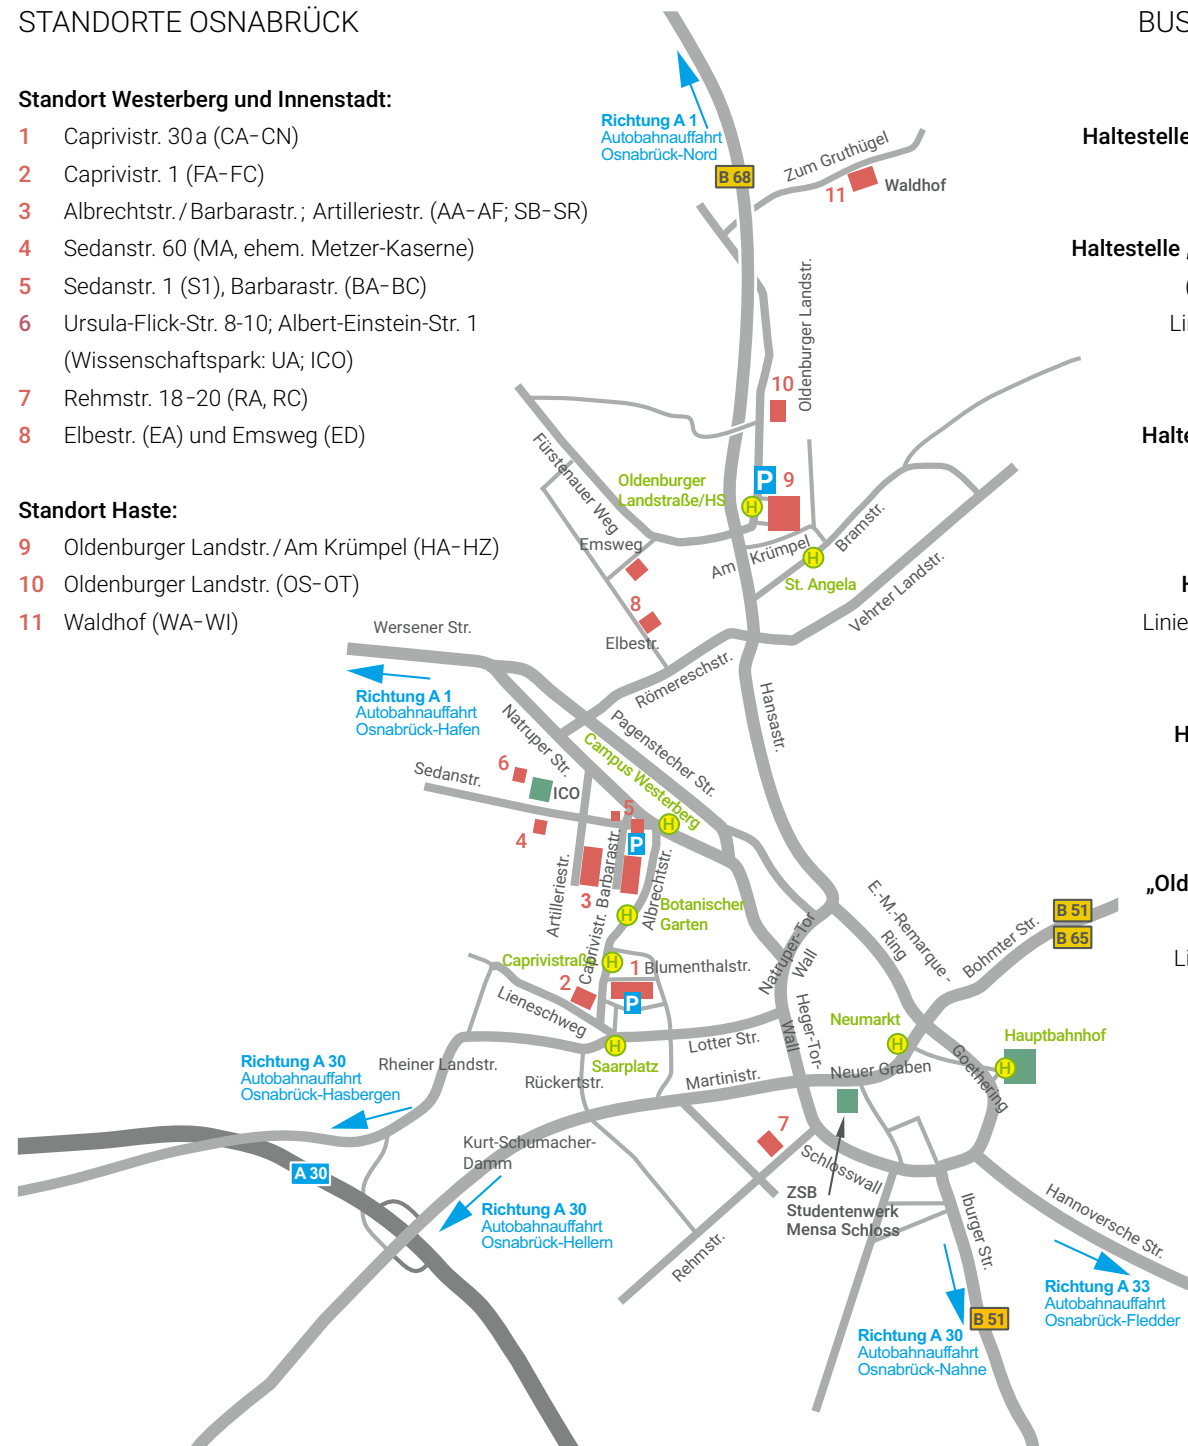 STANDORTE OSNABRÜCK
BUS
Standort Westerberg und Innenstadt:
1 Caprivistr. 30 a (CA-CN)
2 Caprivistr. 1 (FA-FC)
3 Albrechtstr. / Barbarastr. ; Artilleriestr. (AA-AF; SB-SR)
4 Sedanstr. 60 (MA, ehem. Metzer-Kaserne)
5 Sedanstr. 1 (S1), Barbarastr. (BA-BC)
6 Ursula-Flick-Str. 8-10; Albert-Einstein-Str. 1
(Wissenschaftspark: UA; ICO)
7 Rehmstr. 18-20 (RA, RC)
8 Elbestr. (EA) und Emsweg (ED)
Standort Haste:
9 Oldenburger Landstr. / Am Krümpel (HA-HZ)
10 Oldenburger Landstr. (OS-OT)
11 Waldhof (WA-WI)
Haltestelle
Haltestelle „
(
Lin
Halte
H
Linie
H
„Old
Li
Richtung A 1
Autobahnauffahrt
Osnabrück-Nord
B 68
Zum Gruthügel
11
Waldhof
Oldenburger Landstr.
10
Fürstenauer Weg
Oldenburger
Landstraße/HS
H
P
9
Emsweg
Am Krümpel
Bramstr.
H
St. Angela
Vehrter Landstr.
8
Elbestr.
Wersener Str.
Richtung A 1
Autobahnauffahrt
Osnabrück-Hafen
Römereschstr.
Hansastr.
Natruper Str.
Pagenstecher Str.
Campus Westerberg
H
6
ICO
Sedanstr.
4
5
P
Artilleriestr.
3
Barbarastr.
Albrechtstr.
Botanischer
Garten
H
Caprivistr.
Caprivistraße
H
1
Blumenthalstr.
2
P
Lieneschweg
H
Saarplatz
Lotter Str.
Natruper-Tor
Wall
Heger-Tor-
Wall
E.-M.-Remarque-
Ring
Bohmter Str.
B 51
B 65
Neumarkt
H
Hauptbahnhof
H
Goethering
Neuer Graben
Martinistr.
Rückertstr.
Rheiner Landstr.
Richtung A 30
Autobahnauffahrt
Osnabrück-Hasbergen
A 30
Kurt-Schumacher-
Damm
Richtung A 30
Autobahnauffahrt
Osnabrück-Hellern
7
Rehmstr.
Schlosswall
ZSB
Studentenwerk
Mensa Schloss
Iburger Str.
Hannoversche Str.
Richtung A 33
Autobahnauffahrt
Osnabrück-Fledder
B 51
Richtung A 30
Autobahnauffahrt
Osnabrück-Nahne